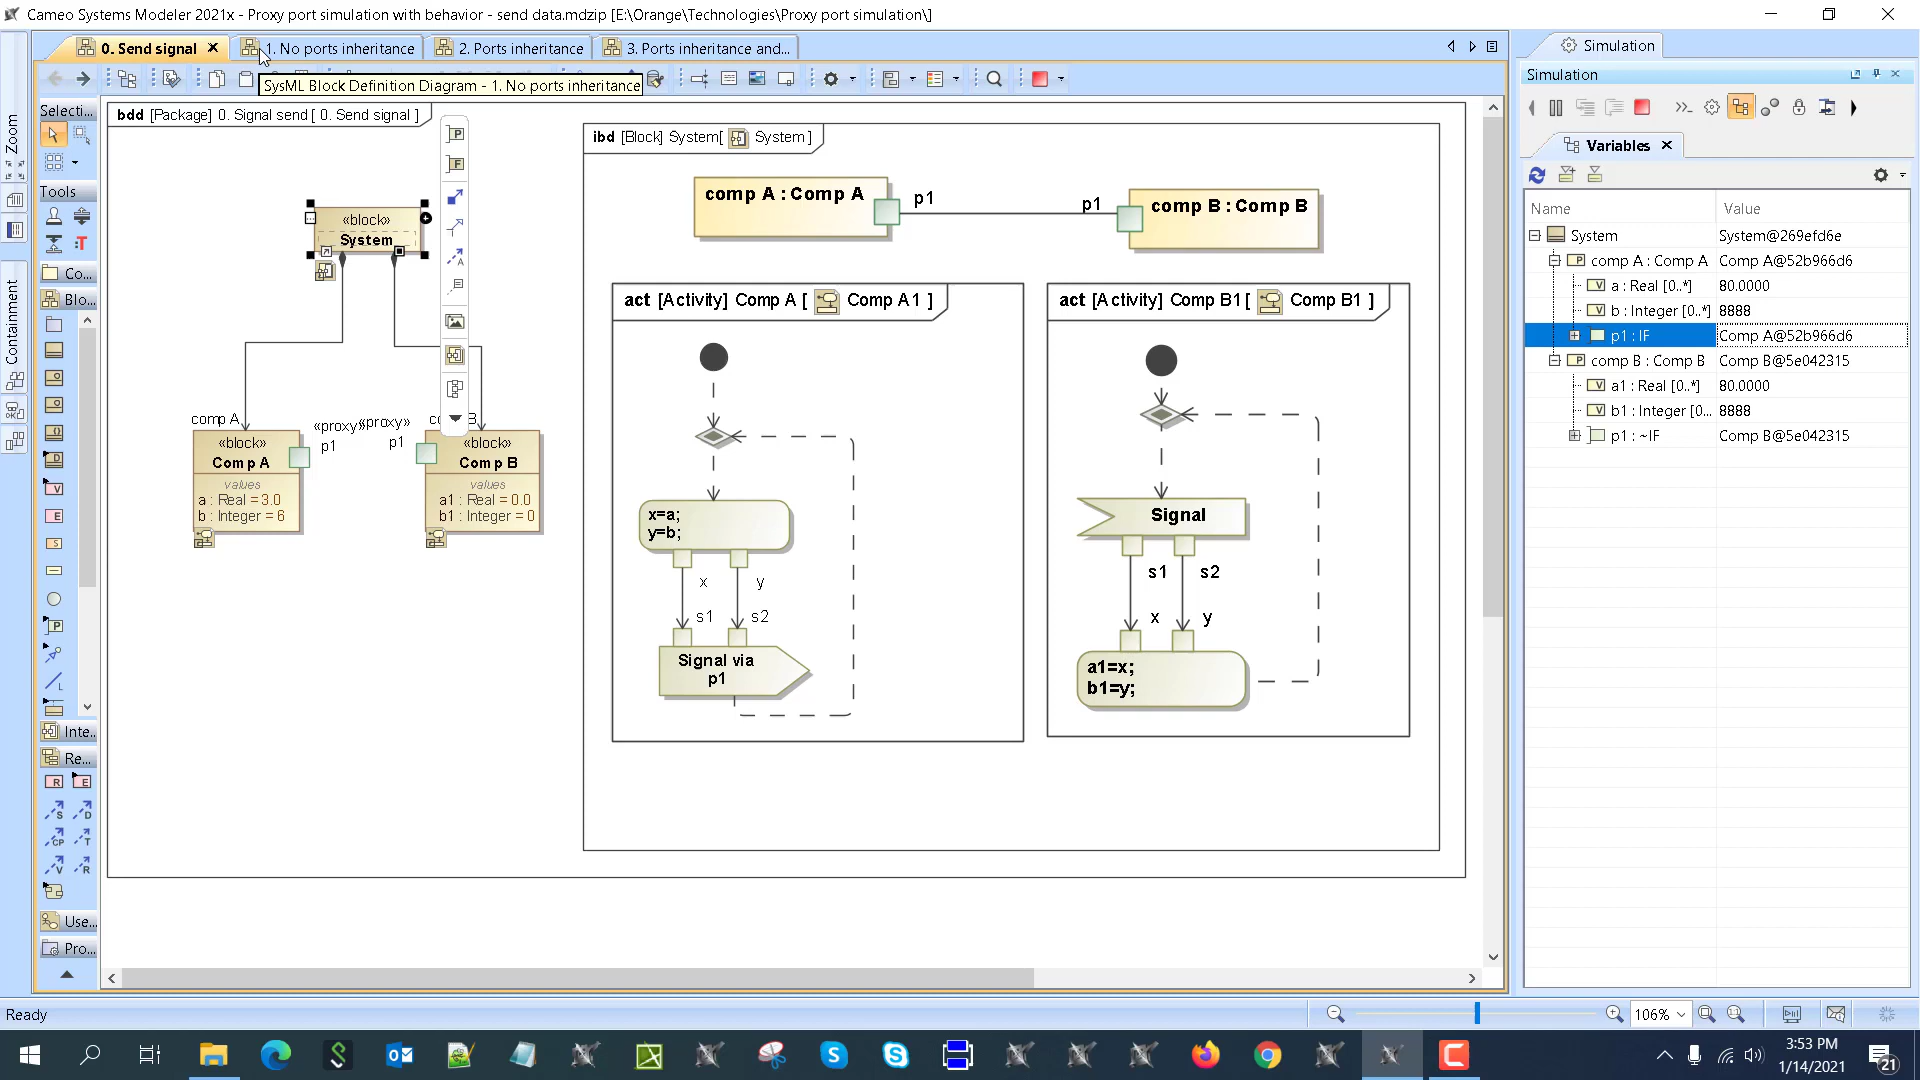 Cameo Systems Modeler 2021x - Proxy port simulation with behavior - send data.mdzip [E:\Orange\Technologies\Proxy port simulation\]
0. Send signal
1. No ports inheritance
2. Ports inheritance
3. Ports inheritance and...
SysML Block Definition Diagram - 1. No ports inheritance
Zoom
Containment
Selecti...
Tools
Co...
Blo...
Inte...
Re...
Use...
Pro...
bdd [Package] 0. Signal send [ 0. Send signal ]
«block»
System
comp A
«proxy»
p1
«proxy»
p1
«block»
Comp A
values
a : Real = 3.0
b : Integer = 6
«block»
Comp B
values
a1 : Real = 0.0
b1 : Integer = 0
ibd [Block] System[ System ]
comp A : Comp A
p1
p1
comp B : Comp B
act [Activity] Comp A [ Comp A1 ]
x=a;
y=b;
x
y
s1
s2
Signal via
p1
act [Activity] Comp B1 [ Comp B1 ]
Signal
s1
s2
x
y
a1=x;
b1=y;
Simulation
Simulation
Variables
Name Value
System System@269efd6e
comp A : Comp A Comp A@52b966d6
a : Real [0..*] 80.0000
b : Integer [0..*] 8888
p1 : IF Comp A@52b966d6
comp B : Comp B Comp B@5e042315
a1 : Real [0..*] 80.0000
b1 : Integer [0... 8888
p1 : ~IF Comp B@5e042315
Ready
106%
3:53 PM
1/14/2021
21